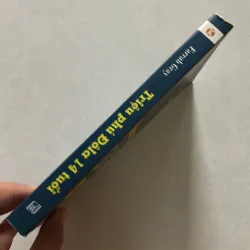 Farrah Gray
Triệu phú Đôla 14 tuổi